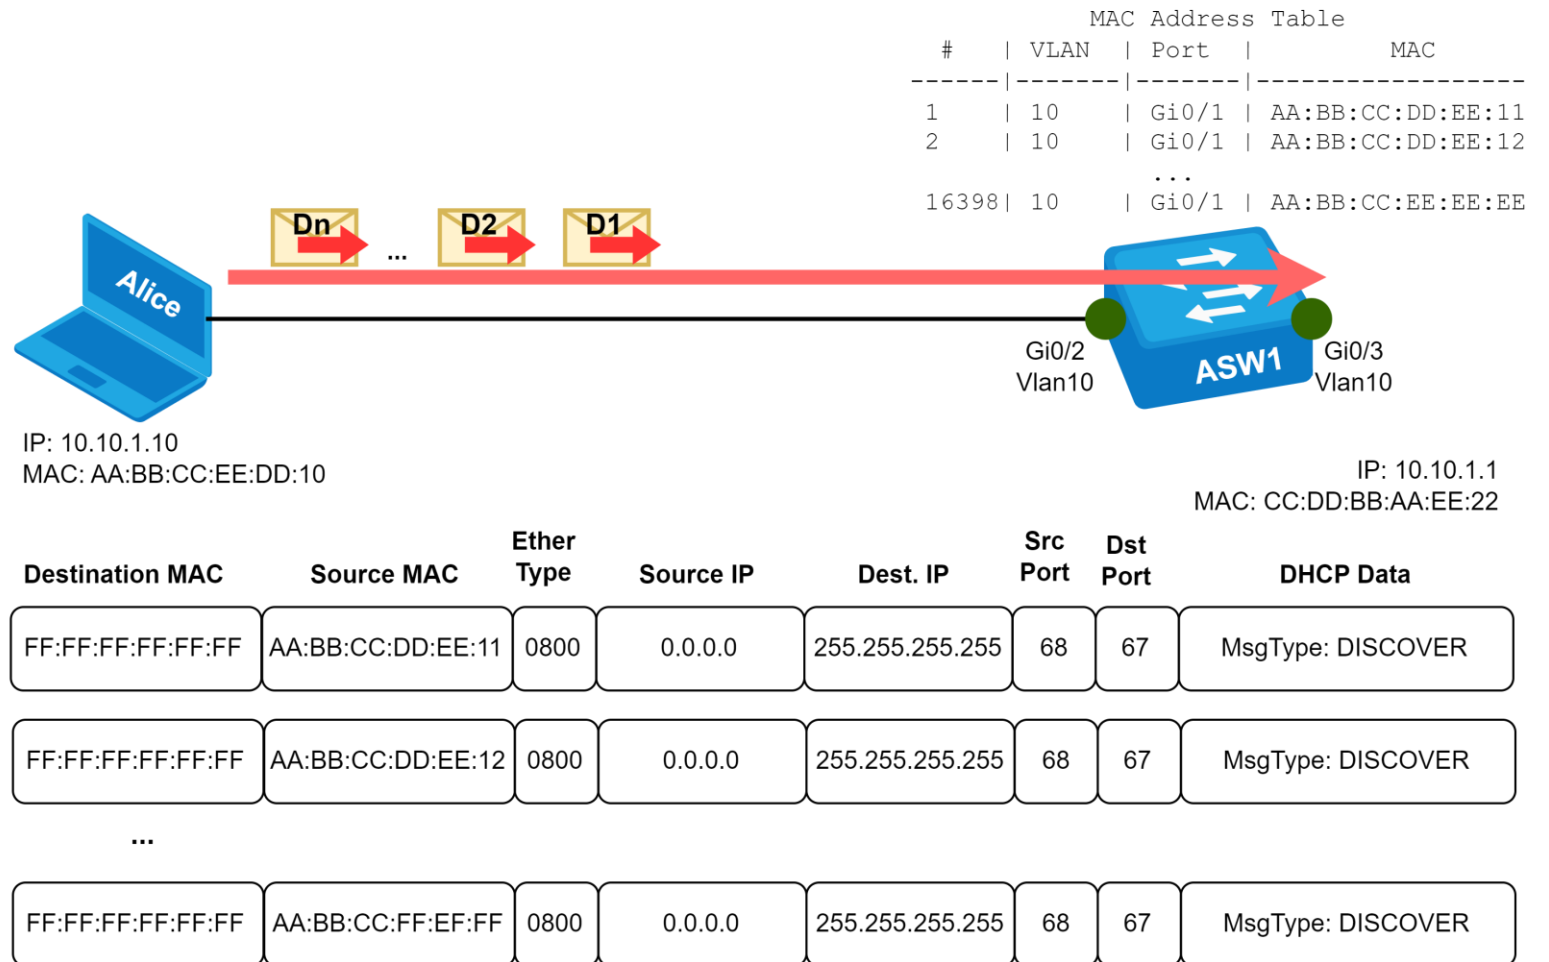 MAC Address Table
# | VLAN | Port | MAC
------|-------|-------|------------------
1 | 10 | Gi0/1 | AA:BB:CC:DD:EE:11
2 | 10 | Gi0/1 | AA:BB:CC:DD:EE:12
...
16398| 10 | Gi0/1 | AA:BB:CC:EE:EE:EE
Dn ... D2 D1
Alice
Gi0/2
Vlan10
ASW1
Gi0/3
Vlan10
IP: 10.10.1.10
MAC: AA:BB:CC:EE:DD:10
IP: 10.10.1.1
MAC: CC:DD:BB:AA:EE:22
Destination MAC Source MAC Ether Type Source IP Dest. IP Src Port Dst Port DHCP Data
FF:FF:FF:FF:FF:FF AA:BB:CC:DD:EE:11 0800 0.0.0.0 255.255.255.255 68 67 MsgType: DISCOVER
FF:FF:FF:FF:FF:FF AA:BB:CC:DD:EE:12 0800 0.0.0.0 255.255.255.255 68 67 MsgType: DISCOVER
...
FF:FF:FF:FF:FF:FF AA:BB:CC:FF:EF:FF 0800 0.0.0.0 255.255.255.255 68 67 MsgType: DISCOVER